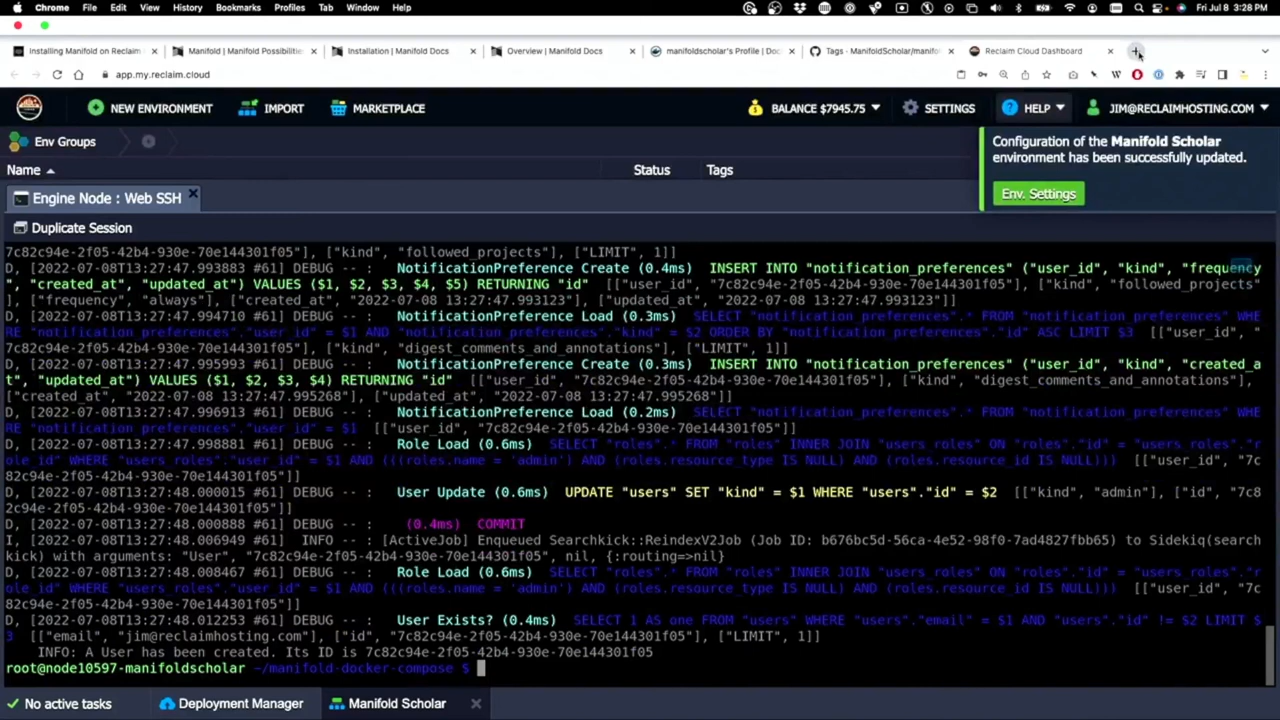 Chrome File Edit View History Bookmarks Profiles Tab Window Help Fri Jul 8 3:28 PM
Installing Manifold on Reclaim Manifold | Manifold Possibilitie Installation | Manifold Docs Overview | Manifold Docs manifoldscholar's Profile | Doc Tags · ManifoldScholar/manifo Reclaim Cloud Dashboard
app.my.reclaim.cloud
NEW ENVIRONMENT IMPORT MARKETPLACE BALANCE $7945.75 SETTINGS HELP JIM@RECLAIMHOSTING.COM
Env Groups
Configuration of the Manifold Scholar
environment has been successfully updated.
Name Status Tags
Env. Settings
Engine Node : Web SSH
Duplicate Session
7c82c94e-2f05-42b4-930e-70e144301f05"], ["kind", "followed_projects"], ["LIMIT", 1]]
D, [2022-07-08T13:27:47.993883 #61] DEBUG -- : NotificationPreference Create (0.4ms) INSERT INTO "notification_preferences" ("user_id", "kind", "frequency
", "created_at", "updated_at") VALUES ($1, $2, $3, $4, $5) RETURNING "id" [["user_id", "7c82c94e-2f05-42b4-930e-70e144301f05"], ["kind", "followed_projects"
], ["frequency", "always"], ["created_at", "2022-07-08 13:27:47.993123"], ["updated_at", "2022-07-08 13:27:47.993123"]]
D, [2022-07-08T13:27:47.994710 #61] DEBUG -- : NotificationPreference Load (0.3ms) SELECT "notification_preferences".* FROM "notification_preferences" WHE
RE "notification_preferences"."user_id" = $1 AND "notification_preferences"."kind" = $2 ORDER BY "notification_preferences"."id" ASC LIMIT $3 [["user_id", "
7c82c94e-2f05-42b4-930e-70e144301f05"], ["kind", "digest_comments_and_annotations"], ["LIMIT", 1]]
D, [2022-07-08T13:27:47.995993 #61] DEBUG -- : NotificationPreference Create (0.3ms) INSERT INTO "notification_preferences" ("user_id", "kind", "created_a
t", "updated_at") VALUES ($1, $2, $3, $4) RETURNING "id" [["user_id", "7c82c94e-2f05-42b4-930e-70e144301f05"], ["kind", "digest_comments_and_annotations"],
["created_at", "2022-07-08 13:27:47.995268"], ["updated_at", "2022-07-08 13:27:47.995268"]]
D, [2022-07-08T13:27:47.996913 #61] DEBUG -- : NotificationPreference Load (0.2ms) SELECT "notification_preferences".* FROM "notification_preferences" WHE
RE "notification_preferences"."user_id" = $1 [["user_id", "7c82c94e-2f05-42b4-930e-70e144301f05"]]
D, [2022-07-08T13:27:47.998881 #61] DEBUG -- : Role Load (0.6ms) SELECT "roles".* FROM "roles" INNER JOIN "users_roles" ON "roles"."id" = "users_roles"."r
ole_id" WHERE "users_roles"."user_id" = $1 AND (((roles.name = 'admin') AND (roles.resource_type IS NULL) AND (roles.resource_id IS NULL))) [["user_id", "7c
82c94e-2f05-42b4-930e-70e144301f05"]]
D, [2022-07-08T13:27:48.000015 #61] DEBUG -- : User Update (0.6ms) UPDATE "users" SET "kind" = $1 WHERE "users"."id" = $2 [["kind", "admin"], ["id", "7c8
2c94e-2f05-42b4-930e-70e144301f05"]]
D, [2022-07-08T13:27:48.000888 #61] DEBUG -- : (0.4ms) COMMIT
I, [2022-07-08T13:27:48.006949 #61] INFO -- : [ActiveJob] Enqueued Searchkick::ReindexV2Job (Job ID: b676bc5d-56ca-4e52-98f0-7ad4827fbb65) to Sidekiq(search
kick) with arguments: "User", "7c82c94e-2f05-42b4-930e-70e144301f05", nil, {:routing=>nil}
D, [2022-07-08T13:27:48.008467 #61] DEBUG -- : Role Load (0.6ms) SELECT "roles".* FROM "roles" INNER JOIN "users_roles" ON "roles"."id" = "users_roles"."r
ole_id" WHERE "users_roles"."user_id" = $1 AND (((roles.name = 'admin') AND (roles.resource_type IS NULL) AND (roles.resource_id IS NULL))) [["user_id", "7c
82c94e-2f05-42b4-930e-70e144301f05"]]
D, [2022-07-08T13:27:48.012253 #61] DEBUG -- : User Exists? (0.4ms) SELECT 1 AS one FROM "users" WHERE "users"."email" = $1 AND "users"."id" != $2 LIMIT $
3 [["email", "jim@reclaimhosting.com"], ["id", "7c82c94e-2f05-42b4-930e-70e144301f05"], ["LIMIT", 1]]
INFO: A User has been created. Its ID is 7c82c94e-2f05-42b4-930e-70e144301f05
root@node10597-manifoldscholar ~/manifold-docker-compose $
No active tasks Deployment Manager Manifold Scholar